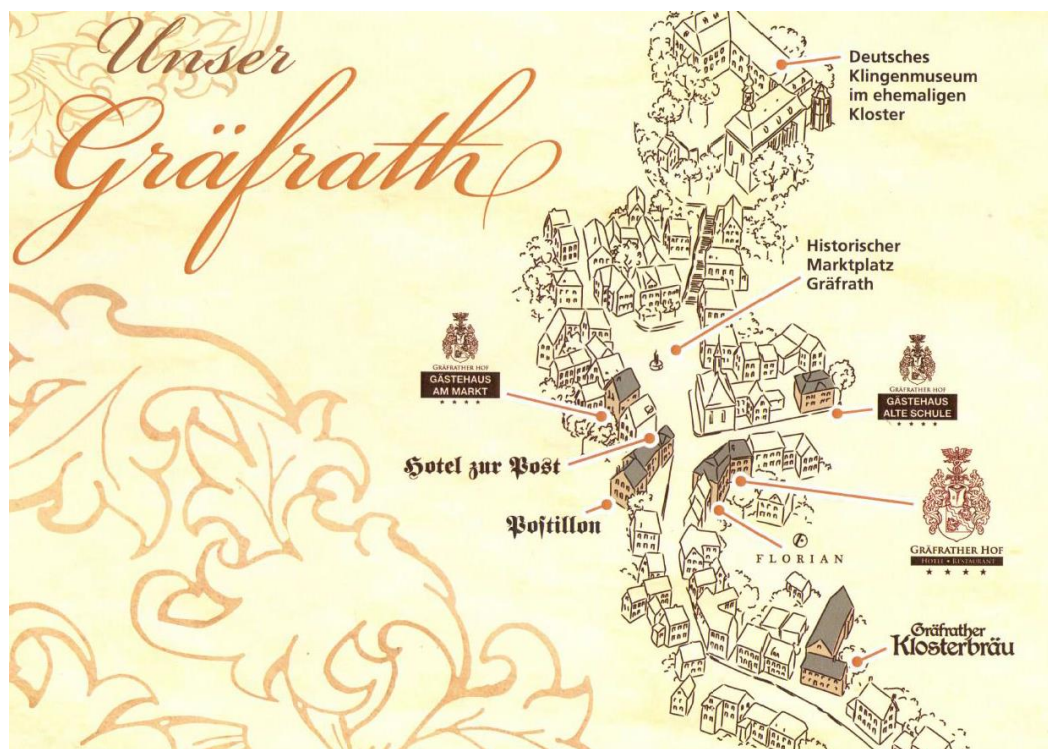 Unser
Gräfrath
Deutsches
Klingenmuseum
im ehemaligen
Kloster
Historischer
Marktplatz
Gräfrath
GRÄFRATHER HOF
GÄSTEHAUS
AM MARKT
GRÄFRATHER HOF
GÄSTEHAUS
ALTE SCHULE
Hotel zur Post
Postillon
FLORIAN
GRÄFRATHER HOF
HOTEL • RESTAURANT
Gräfrather
Klosterbräu